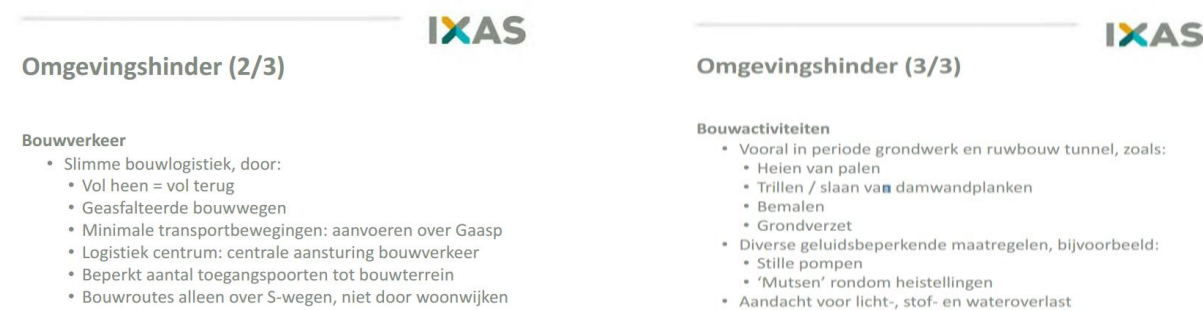 IXAS
Omgevingshinder (2/3)
Bouwverkeer
• Slimme bouwlogistiek, door:
• Vol heen = vol terug
• Geasfalteerde bouwwegen
• Minimale transportbewegingen: aanvoeren over Gaasp
• Logistiek centrum: centrale aansturing bouwverkeer
• Beperkt aantal toegangspoorten tot bouwterrein
• Bouwroutes alleen over S-wegen, niet door woonwijken
IXAS
Omgevingshinder (3/3)
Bouwactiviteiten
• Vooral in periode grondwerk en ruwbouw tunnel, zoals:
• Heien van palen
• Trillen / slaan van damwandplanken
• Bemalen
• Grondverzet
• Diverse geluidsbeperkende maatregelen, bijvoorbeeld:
• Stille pompen
• 'Mutsen' rondom heistellingen
• Aandacht voor licht-, stof- en wateroverlast